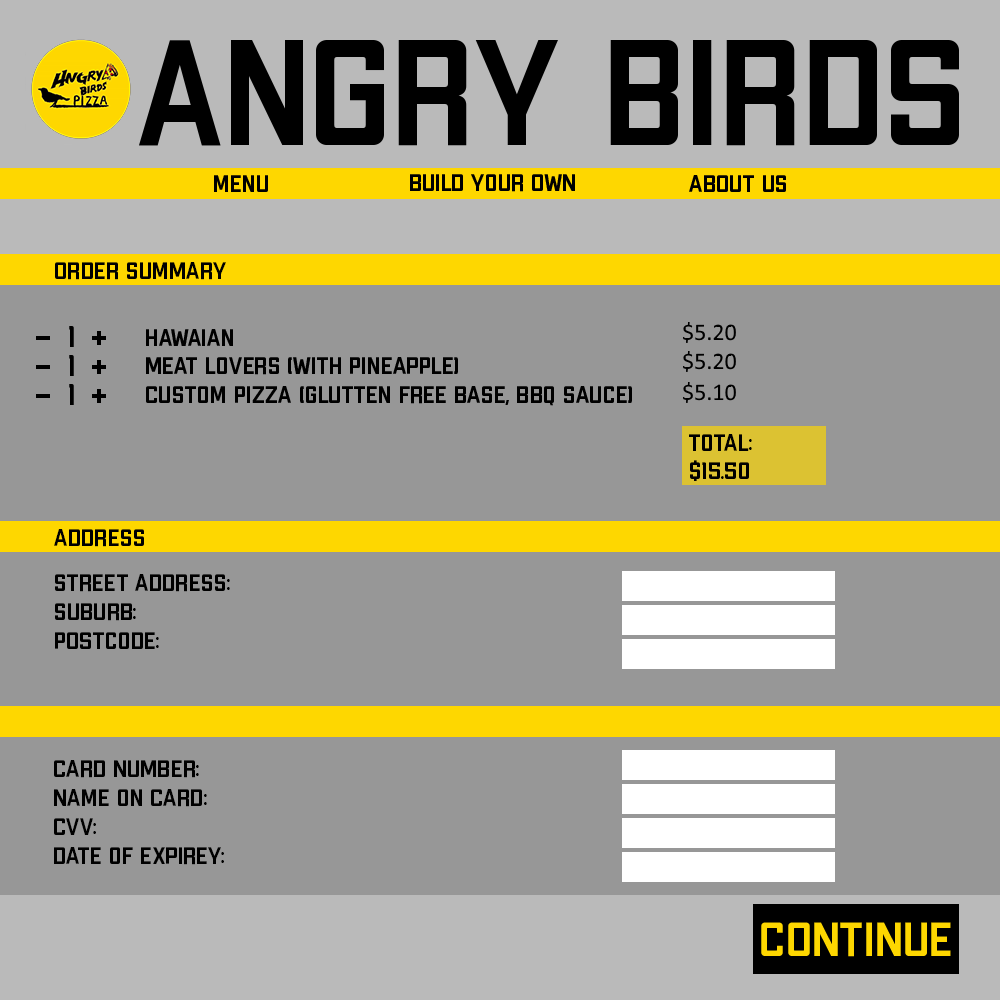 ANGRY BIRDS PIZZA
ANGRY BIRDS
MENU BUILD YOUR OWN ABOUT US
ORDER SUMMARY
- 1 + HAWAIAN $5.20
- 1 + MEAT LOVERS (WITH PINEAPPLE) $5.20
- 1 + CUSTOM PIZZA (GLUTTEN FREE BASE, BBQ SAUCE) $5.10
TOTAL:
$15.50
ADDRESS
STREET ADDRESS:
SUBURB:
POSTCODE:
CARD NUMBER:
NAME ON CARD:
CVV:
DATE OF EXPIREY:
CONTINUE